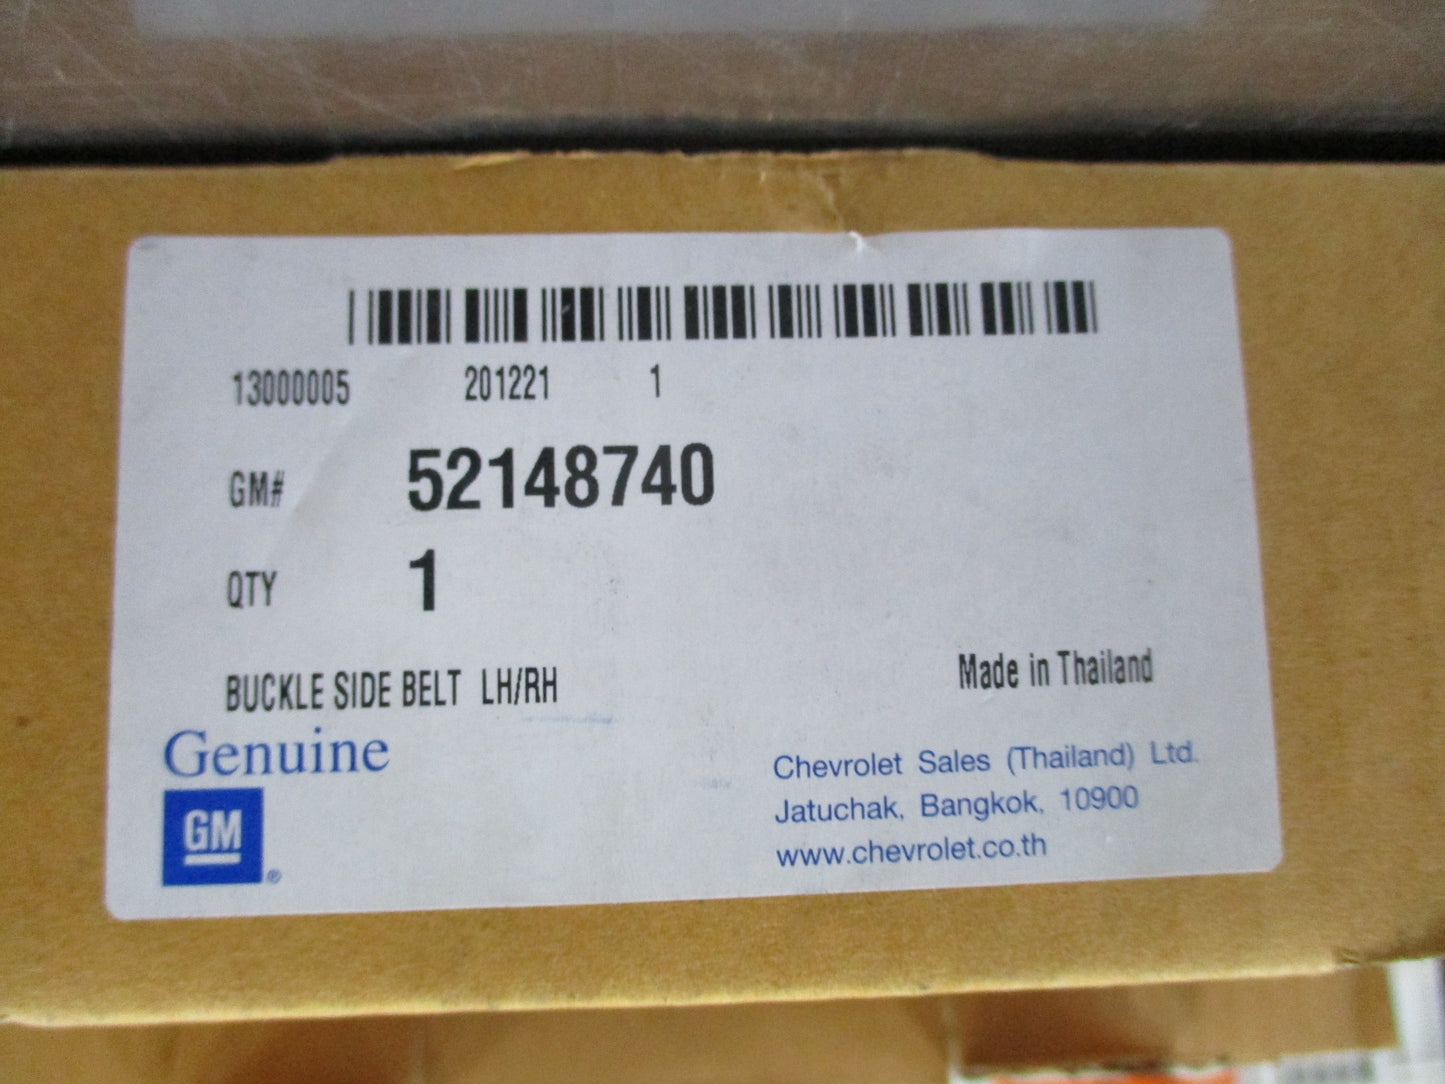 13000005 201221 1
GM# 52148740
QTY 1
BUCKLE SIDE BELT LH/RH
Made in Thailand
Genuine
GM®
Chevrolet Sales (Thailand) Ltd.
Jatuchak, Bangkok, 10900
www.chevrolet.co.th